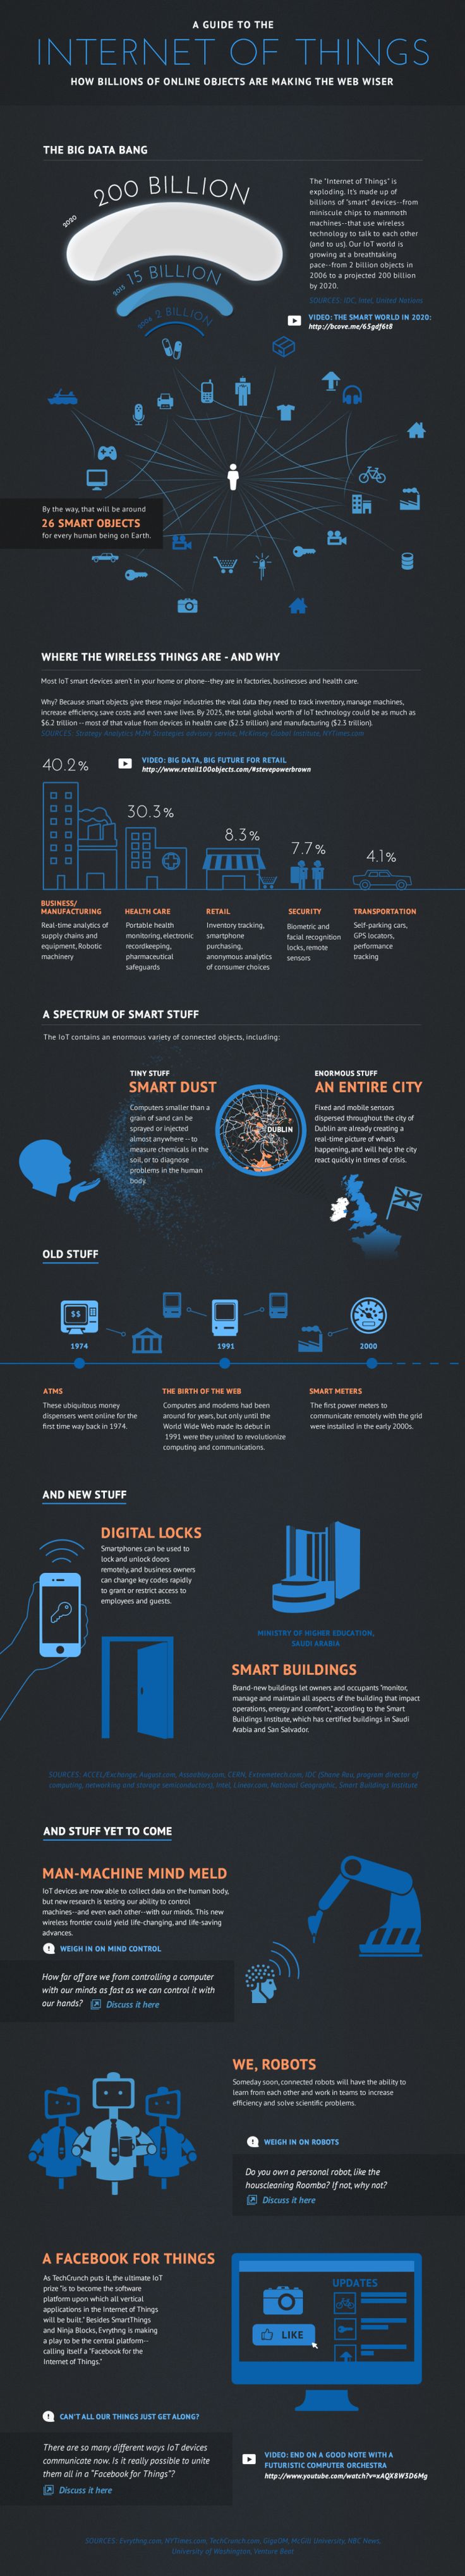 A GUIDE TO THE
INTERNET OF THINGS
HOW BILLIONS OF ONLINE OBJECTS ARE MAKING THE WEB WISER
THE BIG DATA BANG
2020
200 BILLION
2015
15 BILLION
2006
2 BILLION
The "Internet of Things" is
exploding. It's made up of
billions of "smart" devices--from
miniscule chips to mammoth
machines--that use wireless
technology to talk to each other
(and to us). Our IoT world is
growing at a breathtaking
pace--from 2 billion objects in
2006 to a projected 200 billion
by 2020.
SOURCES: IDC, Intel, United Nations
VIDEO: THE SMART WORLD IN 2020:
http://bcove.me/65gdf6t8
By the way, that will be around
26 SMART OBJECTS
for every human being on Earth.
WHERE THE WIRELESS THINGS ARE - AND WHY
Most IoT smart devices aren't in your home or phone--they are in factories, businesses and health care.
Why? Because smart objects give these major industries the vital data they need to track inventory, manage machines,
increase efficiency, save costs and even save lives. By 2025, the total global worth of IoT technology could be as much as
$6.2 trillion -- most of that value from devices in health care ($2.5 trillion) and manufacturing ($2.3 trillion).
SOURCES: Strategy Analytics M2M Strategies advisory service, McKinsey Global Institute, NYTimes.com
40.2%
VIDEO: BIG DATA, BIG FUTURE FOR RETAIL
http://www.retail100objects.com/#stevepowerbrown
30.3%
8.3%
7.7%
4.1%
BUSINESS/
MANUFACTURING
Real-time analytics of
supply chains and
equipment, Robotic
machinery
HEALTH CARE
Portable health
monitoring, electronic
recordkeeping,
pharmaceutical
safeguards
RETAIL
Inventory tracking,
smartphone
purchasing,
anonymous analytics
of consumer choices
SECURITY
Biometric and
facial recognition
locks, remote
sensors
TRANSPORTATION
Self-parking cars,
GPS locators,
performance
tracking
A SPECTRUM OF SMART STUFF
The IoT contains an enormous variety of connected objects, including:
TINY STUFF
SMART DUST
Computers smaller than a
grain of sand can be
sprayed or injected
almost anywhere -- to
measure chemicals in the
soil, or to diagnose
problems in the human
body.
DUBLIN
ENORMOUS STUFF
AN ENTIRE CITY
Fixed and mobile sensors
dispersed throughout the city of
Dublin are already creating a
real-time picture of what's
happening, and will help the city
react quickly in times of crisis.
OLD STUFF
$$
1974
1991
2000
ATMS
These ubiquitous money
dispensers went online for the
first time way back in 1974.
THE BIRTH OF THE WEB
Computers and modems had been
around for years, but only until the
World Wide Web made its debut in
1991 were they united to revolutionize
computing and communications.
SMART METERS
The first power meters to
communicate remotely with the grid
were installed in the early 2000s.
AND NEW STUFF
DIGITAL LOCKS
Smartphones can be used to
lock and unlock doors
remotely, and business owners
can change key codes rapidly
to grant or restrict access to
employees and guests.
MINISTRY OF HIGHER EDUCATION,
SAUDI ARABIA
SMART BUILDINGS
Brand-new buildings let owners and occupants "monitor,
manage and maintain all aspects of the building that impact
operations, energy and comfort," according to the Smart
Buildings Institute, which has certified buildings in Saudi
Arabia and San Salvador.
SOURCES: ACCEL/Exchange, August.com, AssaAbloy.com, CERN, Extremetech.com, IDC (Shane Rau, program director of
computing, networking and storage semiconductors), Intel, Libelium.com, National Geographic, Smart Buildings Institute
AND STUFF YET TO COME
MAN-MACHINE MIND MELD
IoT devices are now able to collect data on the human body,
but new research is testing our ability to control
machines--and even each other--with our minds. This new
wireless frontier could yield life-changing, and life-saving
advances.
WEIGH IN ON MIND CONTROL
How far off are we from controlling a computer
with our minds as fast as we can control it with
our hands? Discuss it here
WE, ROBOTS
Someday soon, connected robots will have the ability to
learn from each other and work in teams to increase
efficiency and solve scientific problems.
WEIGH IN ON ROBOTS
Do you own a personal robot, like the
houscleaning Roomba? If not, why not?
Discuss it here
A FACEBOOK FOR THINGS
As TechCrunch puts it, the ultimate IoT
prize "is to become the software
platform upon which all vertical
applications in the Internet of Things
will be built." Besides SmartThings
and Ninja Blocks, Evrythng is making
a play to be the central platform--
calling itself a "Facebook for the
Internet of Things."
UPDATES
LIKE
CAN'T ALL OUR THINGS JUST GET ALONG?
There are so many different ways IoT devices
communicate now. Is it really possible to unite
them all in a "Facebook for Things"?
Discuss it here
VIDEO: END ON A GOOD NOTE WITH A
FUTURISTIC COMPUTER ORCHESTRA
http://www.youtube.com/watch?v=xAQX8W3D6Mg
SOURCES: Evrythng.com, NYTimes.com, TechCrunch.com, GigaOM, McGill University, NBC News,
University of Washington, Venture Beat